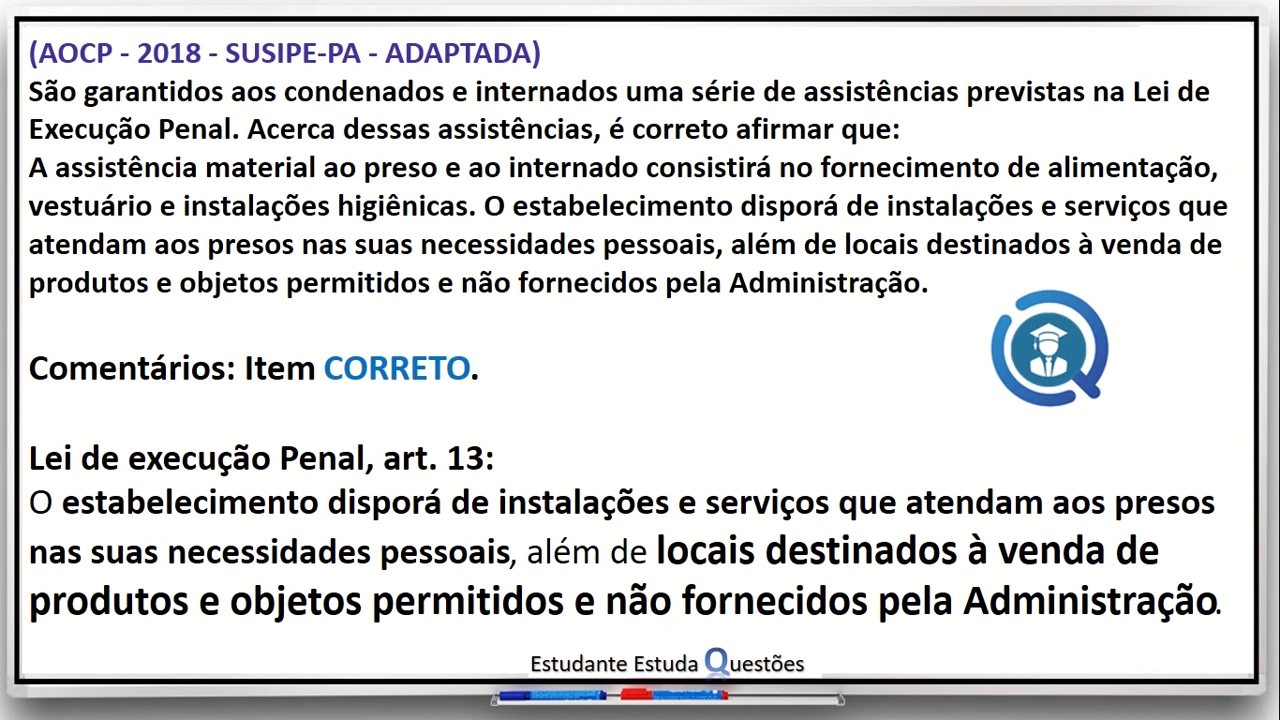 (AOCP - 2018 - SUSIPE-PA - ADAPTADA)
São garantidos aos condenados e internados uma série de assistências previstas na Lei de
Execução Penal. Acerca dessas assistências, é correto afirmar que:
A assistência material ao preso e ao internado consistirá no fornecimento de alimentação,
vestuário e instalações higiênicas. O estabelecimento disporá de instalações e serviços que
atendam aos presos nas suas necessidades pessoais, além de locais destinados à venda de
produtos e objetos permitidos e não fornecidos pela Administração.
Comentários: Item CORRETO.
Lei de execução Penal, art. 13:
O estabelecimento disporá de instalações e serviços que atendam aos presos
nas suas necessidades pessoais, além de locais destinados à venda de
produtos e objetos permitidos e não fornecidos pela Administração.
Estudante Estuda Questões